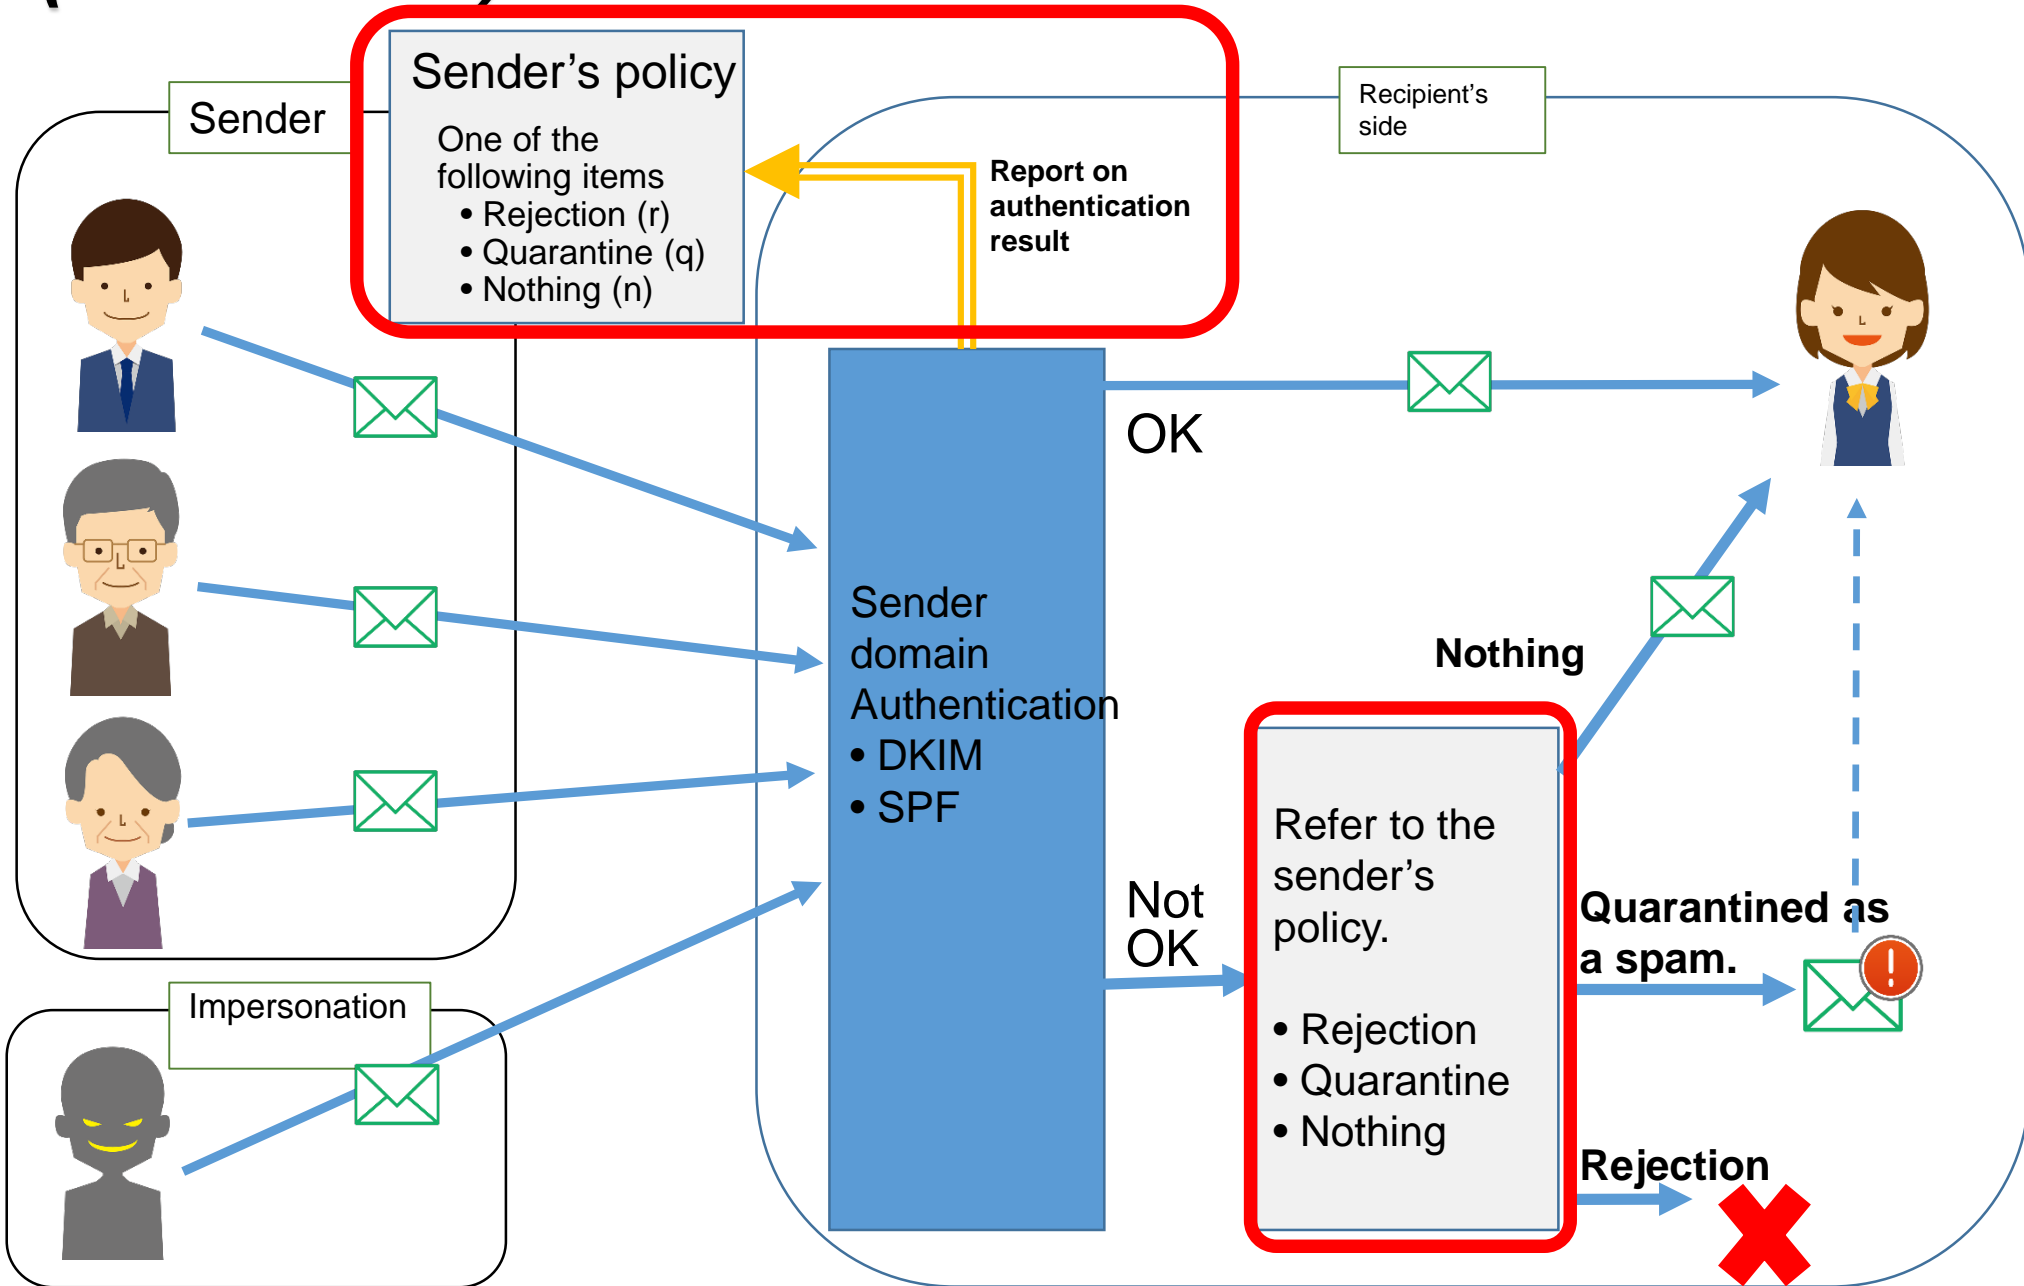 Sender's policy
One of the
following items
• Rejection (r)
• Quarantine (q)
• Nothing (n)
Sender
Recipient's
side
Report on
authentication
result
OK
Sender
domain
Authentication
• DKIM
• SPF
Nothing
Not
OK
Refer to the
sender's
policy.
• Rejection
• Quarantine
• Nothing
Quarantined as
a spam.
Rejection
Impersonation